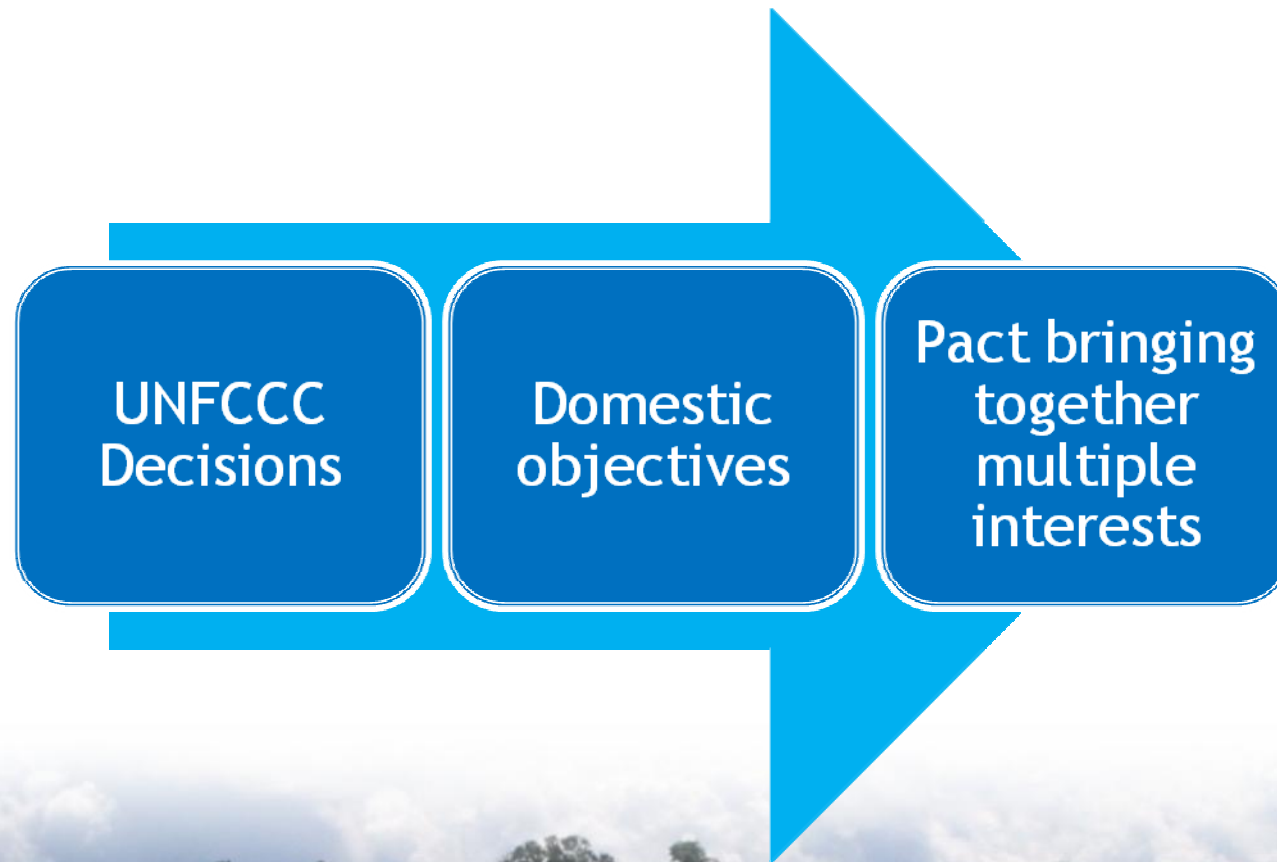 UNFCCC
Decisions
Domestic
objectives
Pact bringing
together
multiple
interests